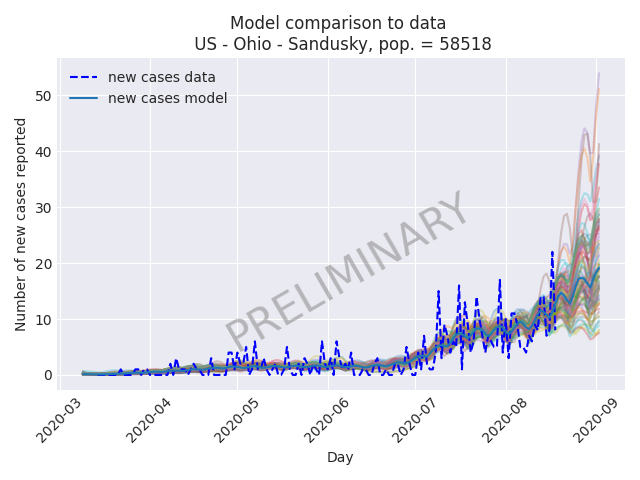 Model comparison to data
US - Ohio - Sandusky, pop. = 58518
new cases data
new cases model
Number of new cases reported
50
40
30
20
10
0
PRELIMINARY
2020-03
2020-04
2020-05
2020-06
2020-07
2020-08
2020-09
Day